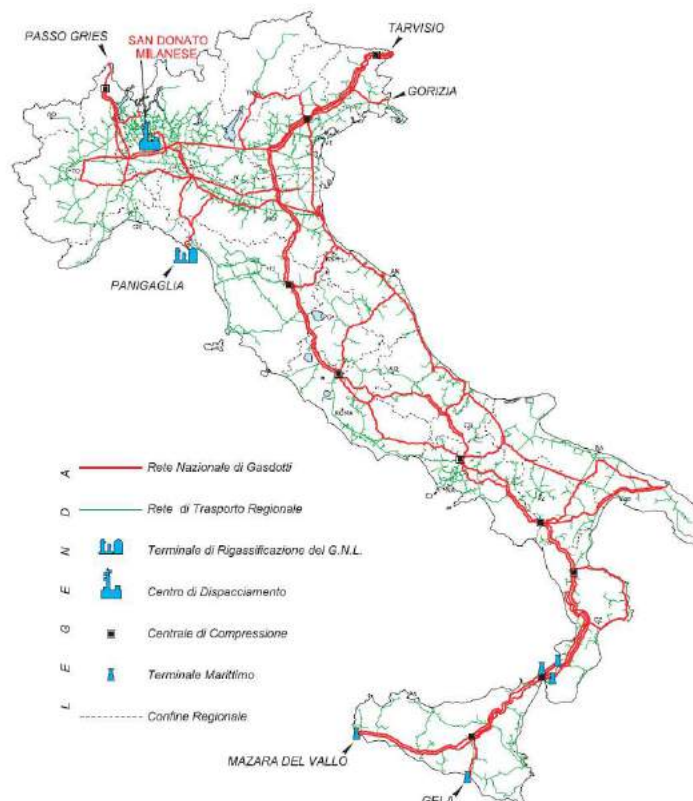 PASSO GRIES
SAN DONATO
MILANESE
TARVISIO
GORIZIA
PANIGAGLIA
ROMA
LEGENDA
Rete Nazionale di Gasdotti
Rete di Trasporto Regionale
Terminale di Rigassificazione del G.N.L.
Centro di Dispacciamento
Centrale di Compressione
Terminale Marittimo
Confine Regionale
MAZARA DEL VALLO
GELA